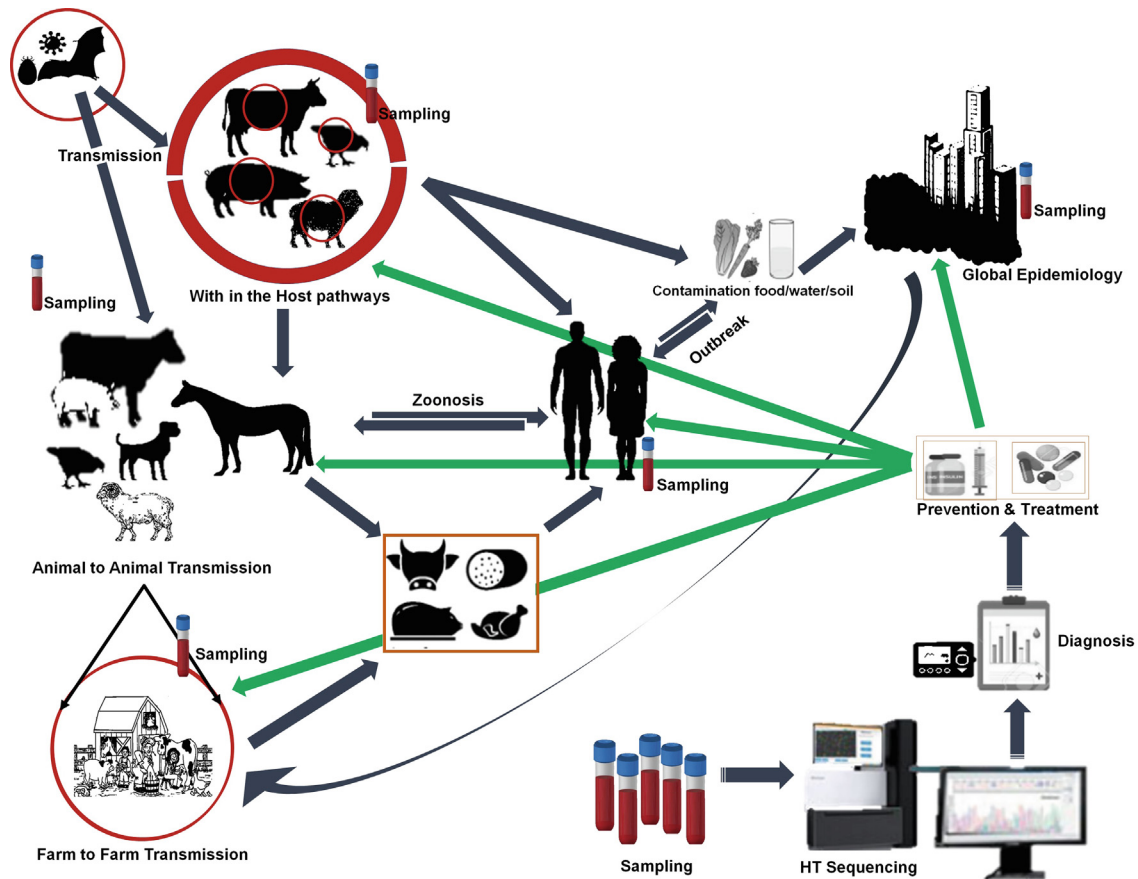 Sampling
Transmission
Sampling
Sampling
With in the Host pathways
Contamination food/water/soil
Global Epidemiology
Outbreak
Zoonosis
Sampling
Prevention & Treatment
Animal to Animal Transmission
Sampling
Diagnosis
Farm to Farm Transmission
Sampling
HT Sequencing